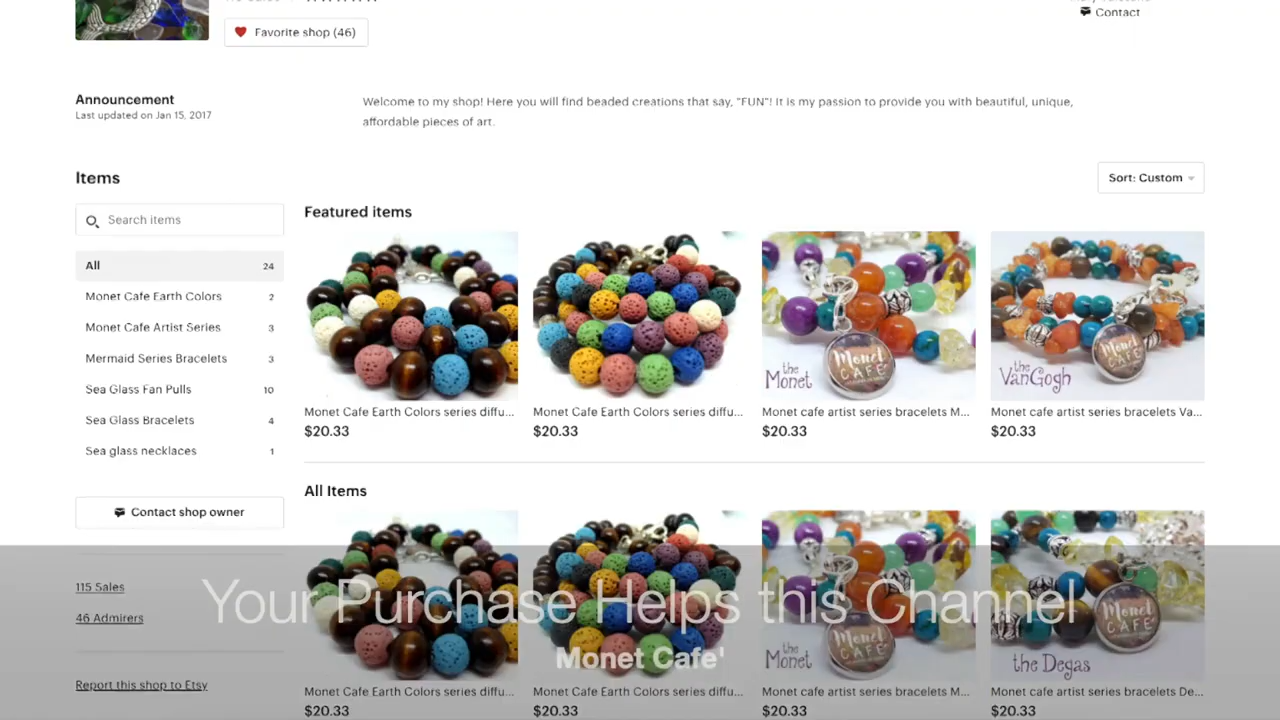 Favorite shop (46)
Contact
Announcement
Last updated on Jan 15, 2017
Welcome to my shop! Here you will find beaded creations that say, "FUN"! It is my passion to provide you with beautiful, unique,
affordable pieces of art.
Items
Sort: Custom
Search items
All 24
Monet Cafe Earth Colors 2
Monet Cafe Artist Series 3
Mermaid Series Bracelets 3
Sea Glass Fan Pulls 10
Sea Glass Bracelets 4
Sea glass necklaces 1
Contact shop owner
115 Sales
46 Admirers
Report this shop to Etsy
Featured items
the Monet
Monet CAFE'
the VanGogh
Monet CAFE'
Monet Cafe Earth Colors series diffu...
$20.33
Monet Cafe Earth Colors series diffu...
$20.33
Monet cafe artist series bracelets M...
$20.33
Monet cafe artist series bracelets Va...
$20.33
All Items
the Monet
Monet CAFE'
the Degas
Monet CAFE'
Your Purchase Helps this Channel
Monet Cafe'
Monet Cafe Earth Colors series diffu...
$20.33
Monet Cafe Earth Colors series diffu...
$20.33
Monet cafe artist series bracelets M...
$20.33
Monet cafe artist series bracelets De...
$20.33